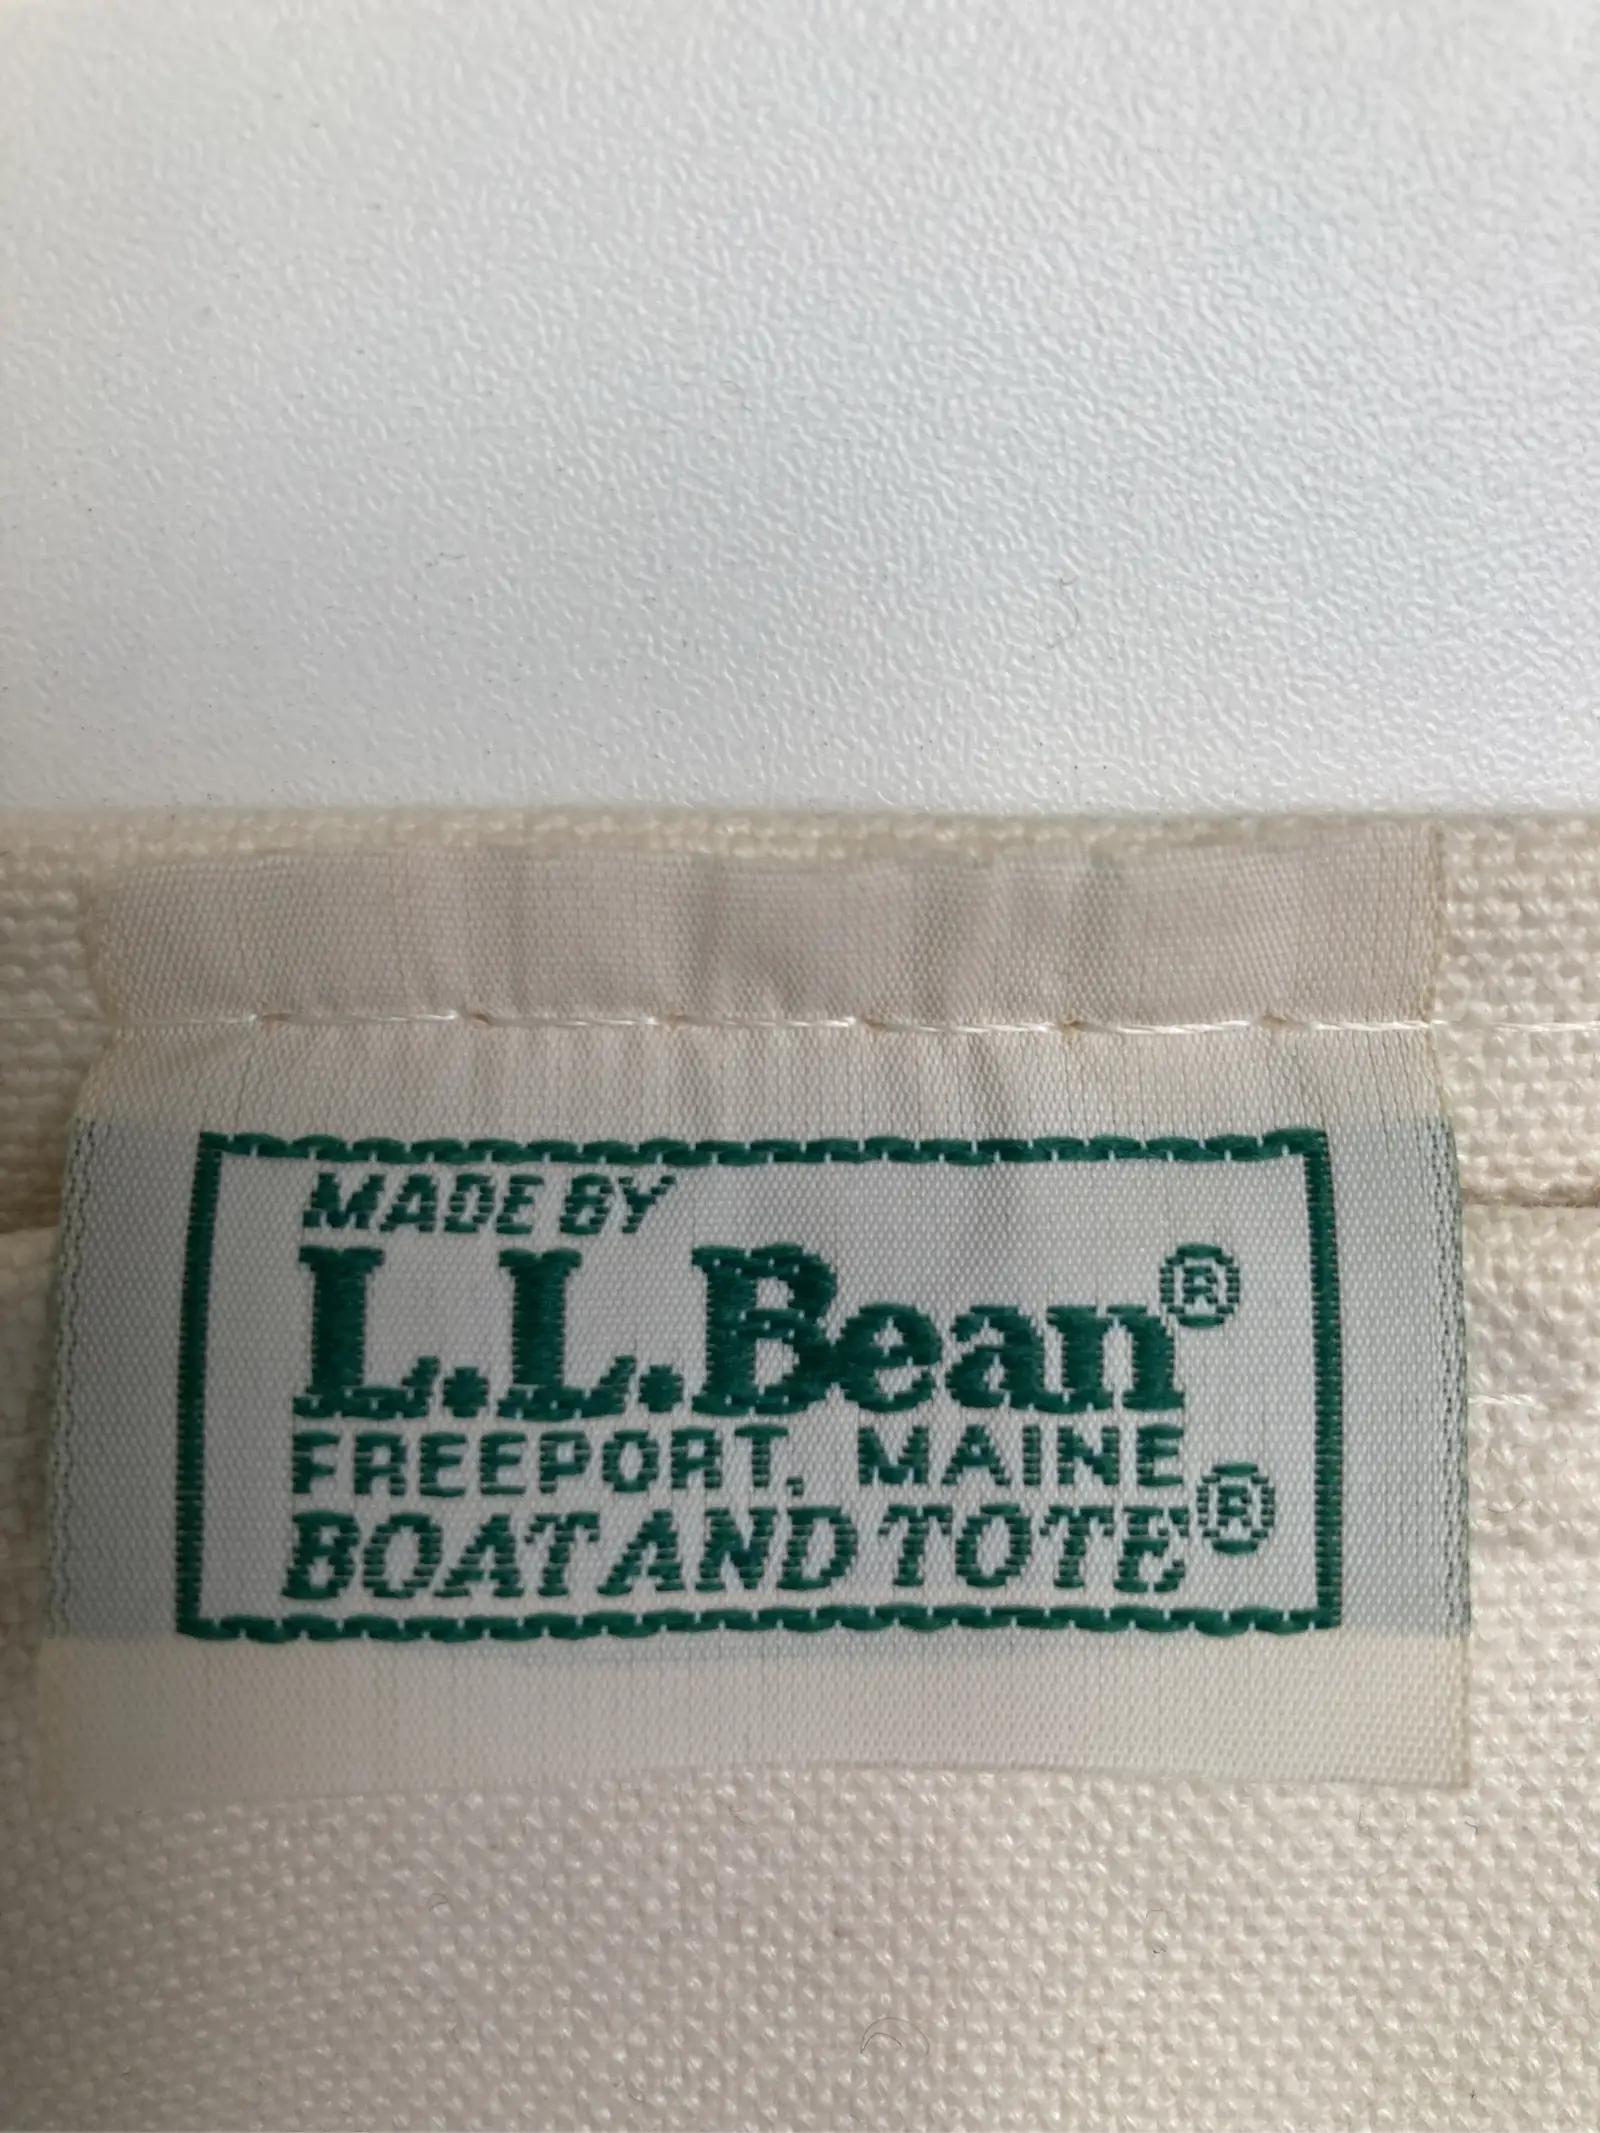 MADE BY
L.L.Bean®
FREEPORT, MAINE
BOAT AND TOTE®